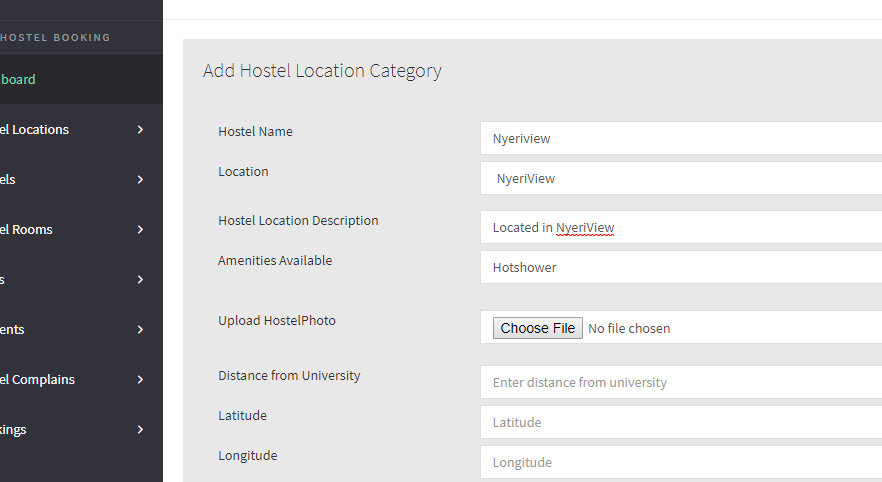 HOSTEL BOOKING
board
el Locations
els
el Rooms
s
ents
el Complains
kings
Add Hostel Location Category
Hostel Name
Nyeriview
Location
NyeriView
Hostel Location Description
Located in NyeriView
Amenities Available
Hotshower
Upload HostelPhoto
Choose File No file chosen
Distance from University
Enter distance from university
Latitude
Latitude
Longitude
Longitude